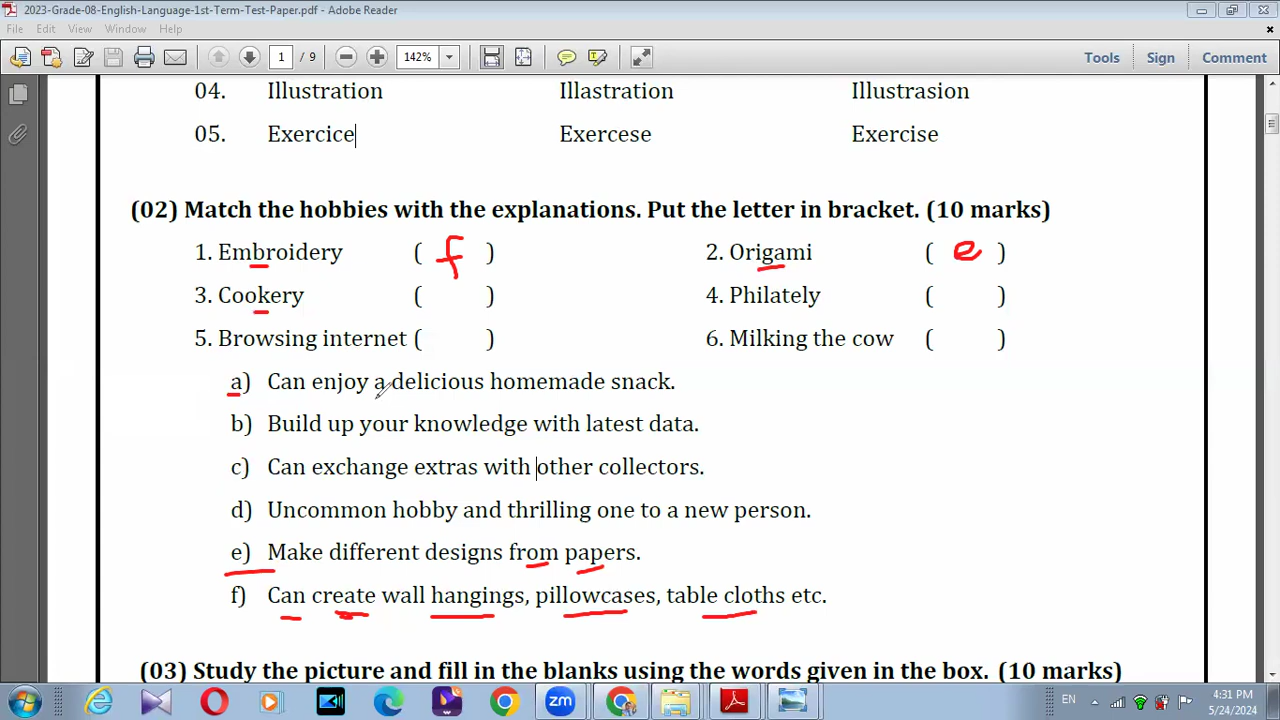 2023-Grade-08-English-Language-1st-Term-Test-Paper.pdf - Adobe Reader
File Edit View Window Help
1 / 9 142% Tools Sign Comment
04. Illustration Illastration Illustrasion
05. Exercice Exercese Exercise
(02) Match the hobbies with the explanations. Put the letter in bracket. (10 marks)
1. Embroidery ( f ) 2. Origami ( e )
3. Cookery ( ) 4. Philately ( )
5. Browsing internet ( ) 6. Milking the cow ( )
a) Can enjoy a delicious homemade snack.
b) Build up your knowledge with latest data.
c) Can exchange extras with other collectors.
d) Uncommon hobby and thrilling one to a new person.
e) Make different designs from papers.
f) Can create wall hangings, pillowcases, table cloths etc.
(03) Study the picture and fill in the blanks using the words given in the box. (10 marks)
zm EN 4:31 PM
5/24/2024